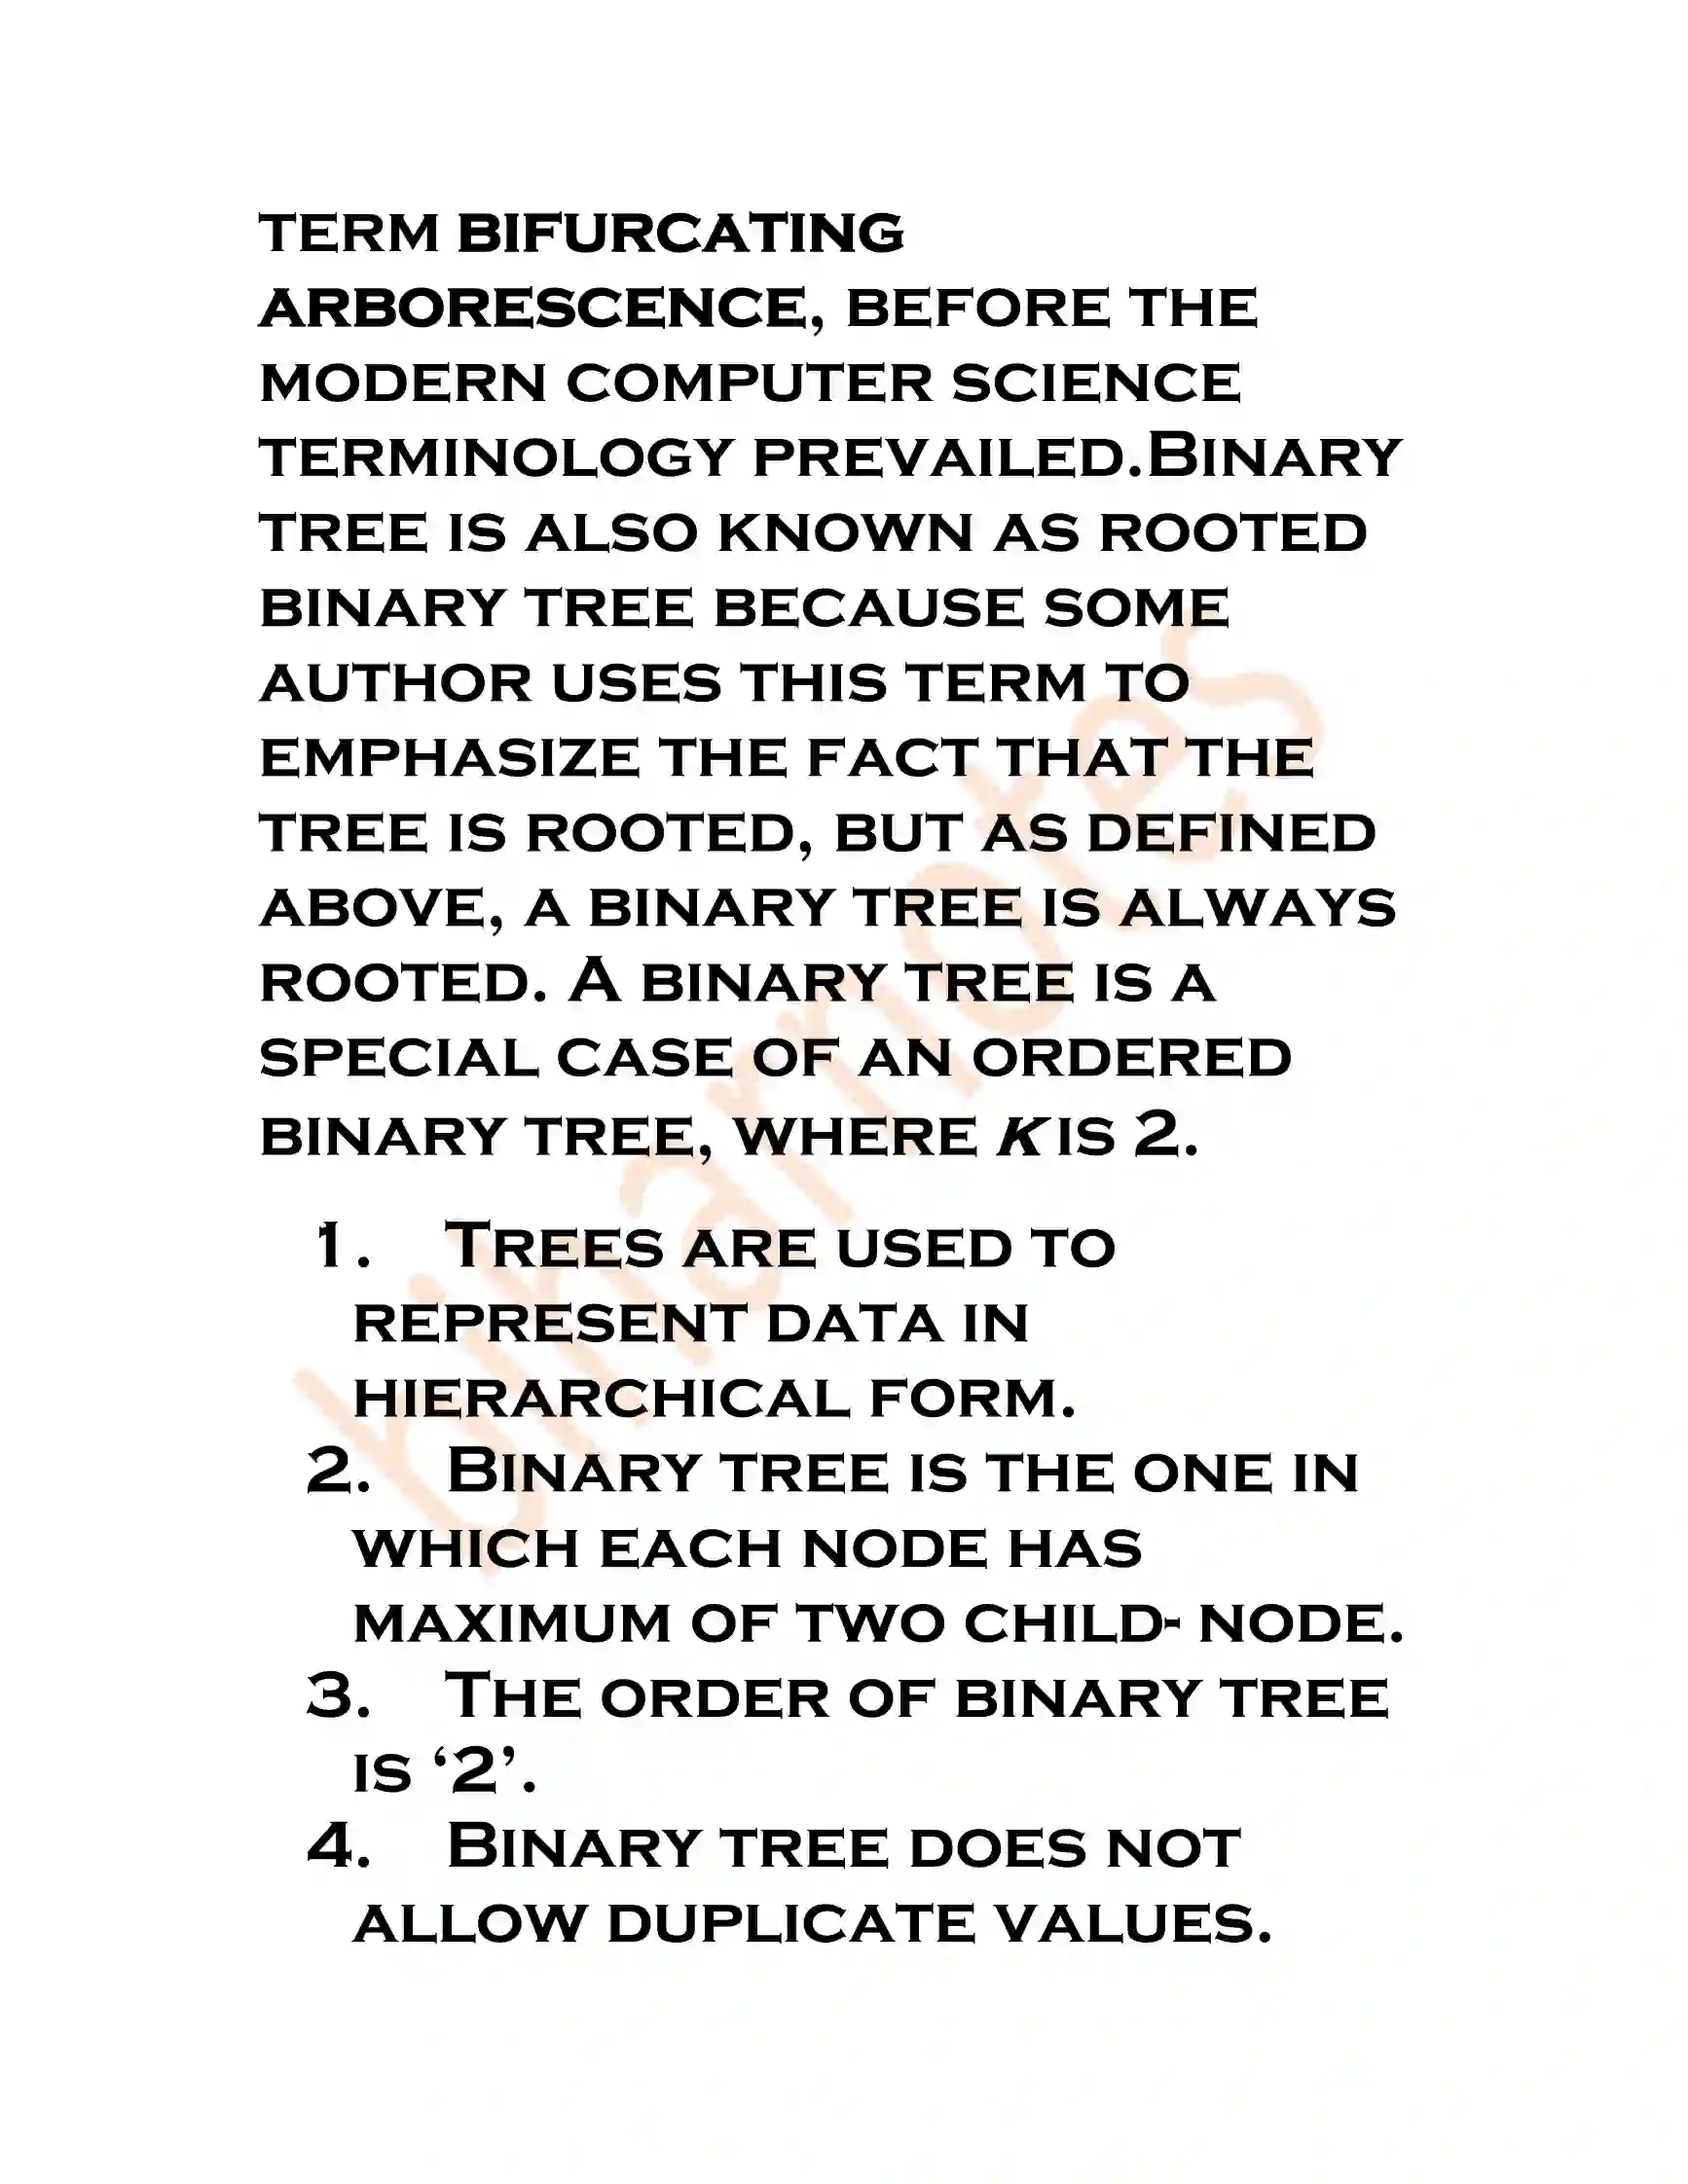 TERM BIFURCATING
ARBORESCENCE, BEFORE THE
MODERN COMPUTER SCIENCE
TERMINOLOGY PREVAILED.BINARY
TREE IS ALSO KNOWN AS ROOTED
BINARY TREE BECAUSE SOME
AUTHOR USES THIS TERM TO
EMPHASIZE THE FACT THAT THE
TREE IS ROOTED, BUT AS DEFINED
ABOVE, A BINARY TREE IS ALWAYS
ROOTED. A BINARY TREE IS A
SPECIAL CASE OF AN ORDERED
BINARY TREE, WHERE K IS 2.
1. TREES ARE USED TO
REPRESENT DATA IN
HIERARCHICAL FORM.
2. BINARY TREE IS THE ONE IN
WHICH EACH NODE HAS
MAXIMUM OF TWO CHILD- NODE.
3. THE ORDER OF BINARY TREE
IS ‘2’.
4. BINARY TREE DOES NOT
ALLOW DUPLICATE VALUES.
biharnotes